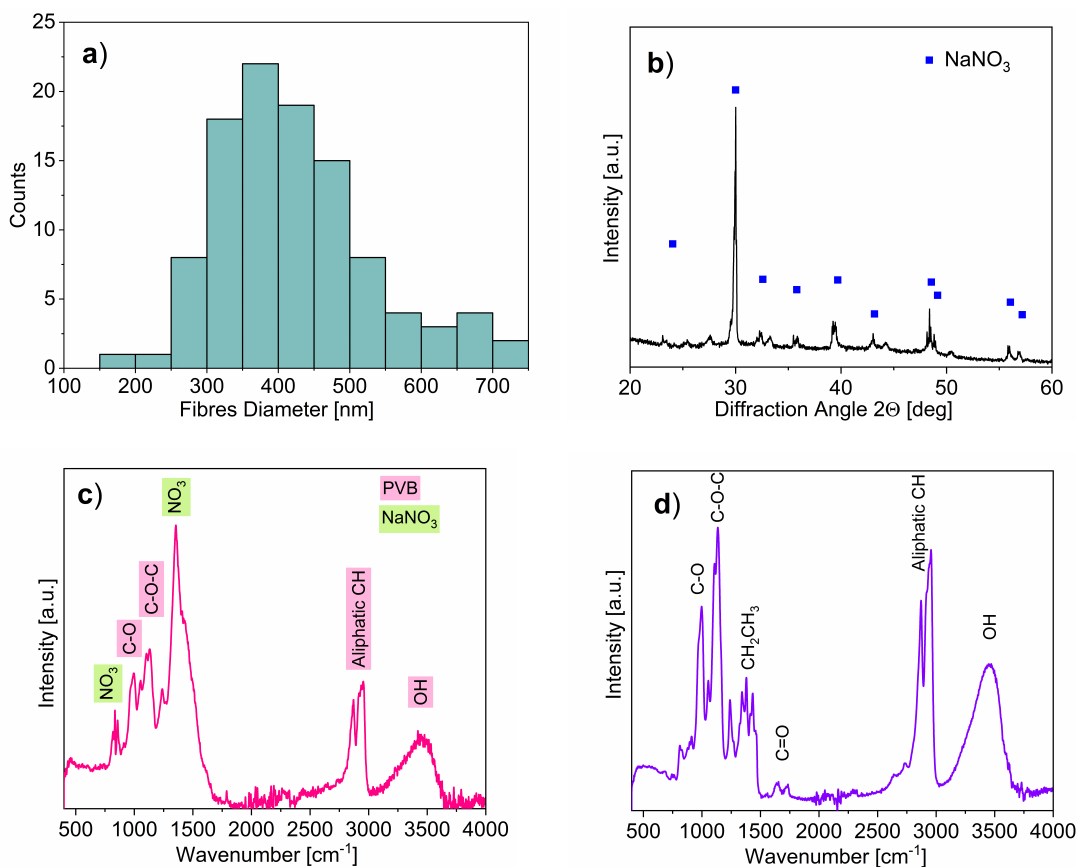 a)
25
20
15
10
5
0
Counts
100 200 300 400 500 600 700
Fibres Diameter [nm]
b)
NaNO₃
Intensity [a.u.]
20 30 40 50 60
Diffraction Angle 2Θ [deg]
c)
NO₃
C-O
C-O-C
NO₃
PVB
NaNO₃
Aliphatic CH
OH
Intensity [a.u.]
500 1000 1500 2000 2500 3000 3500 4000
Wavenumber [cm⁻¹]
d)
C-O
C-O-C
CH₂CH₃
C=O
Aliphatic CH
OH
Intensity [a.u.]
500 1000 1500 2000 2500 3000 3500 4000
Wavenumber [cm⁻¹]